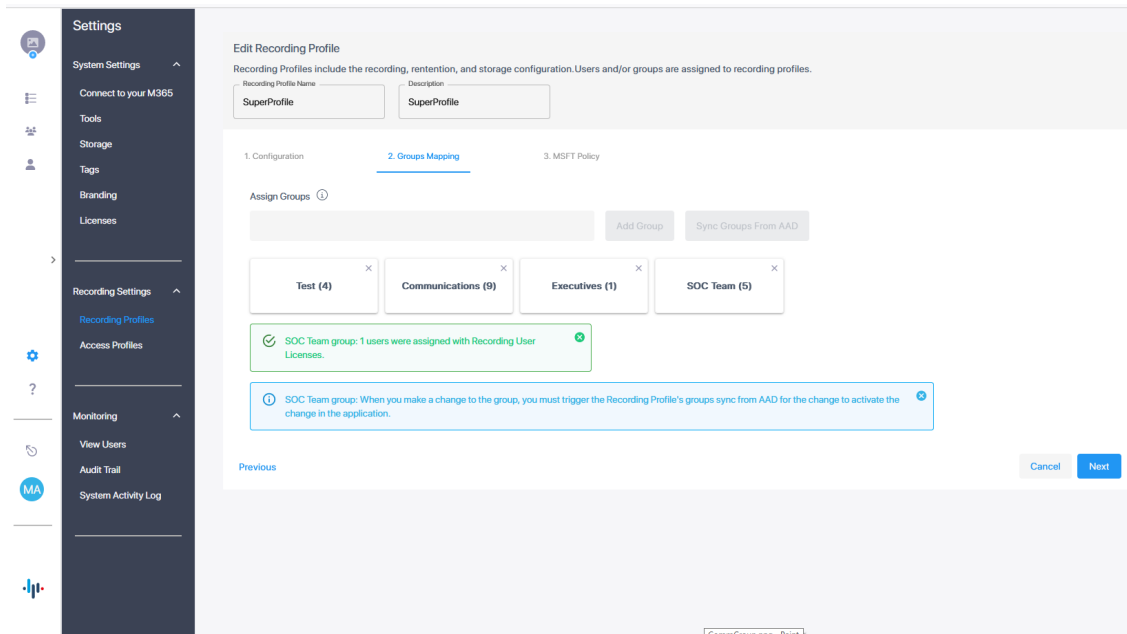 Settings
System Settings
Connect to your M365
Tools
Storage
Tags
Branding
Licenses
Recording Settings
Recording Profiles
Access Profiles
?
Monitoring
View Users
Audit Trail
System Activity Log
MA
Edit Recording Profile
Recording Profiles include the recording, rentention, and storage configuration.Users and/or groups are assigned to recording profiles.
Recording Profile Name
SuperProfile
Description
SuperProfile
1. Configuration
2. Groups Mapping
3. MSFT Policy
Assign Groups
Add Group
Sync Groups From AAD
Test (4)
Communications (9)
Executives (1)
SOC Team (5)
SOC Team group: 1 users were assigned with Recording User
Licenses.
SOC Team group: When you make a change to the group, you must trigger the Recording Profile's groups sync from AAD for the change to activate the
change in the application.
Previous
Cancel
Next